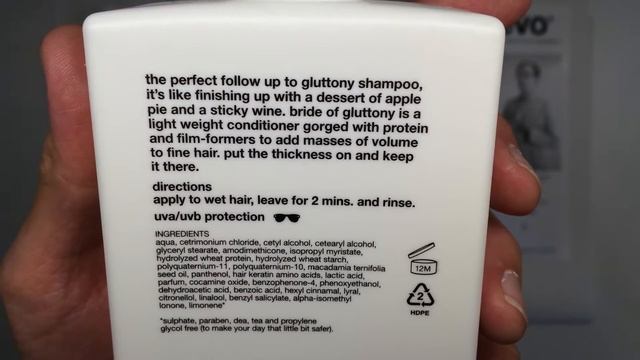 the perfect follow up to gluttony shampoo,
it's like finishing up with a dessert of apple
pie and a sticky wine. bride of gluttony is a
light weight conditioner gorged with protein
and film-formers to add masses of volume
to fine hair. put the thickness on and keep
it there.
directions
apply to wet hair, leave for 2 mins. and rinse.
uva/uvb protection
INGREDIENTS
aqua, cetrimonium chloride, cetyl alcohol, cetearyl alcohol,
glyceryl stearate, amodimethicone, isopropyl myristate,
hydrolyzed wheat protein, hydrolyzed wheat starch,
polyquaternium-11, polyquaternium-10, macadamia ternifolia
seed oil, panthenol, hair keratin amino acids, lactic acid,
parfum, cocamine oxide, benzophenone-4, phenoxyethanol,
dehydroacetic acid, benzoic acid, hexyl cinnamal, lyral,
citronellol, linalool, benzyl salicylate, alpha-isomethyl
Ionone, limonene*
*sulphate, paraben, dea, tea and propylene
glycol free (to make your day that little bit safer).
12M
2
HDPE